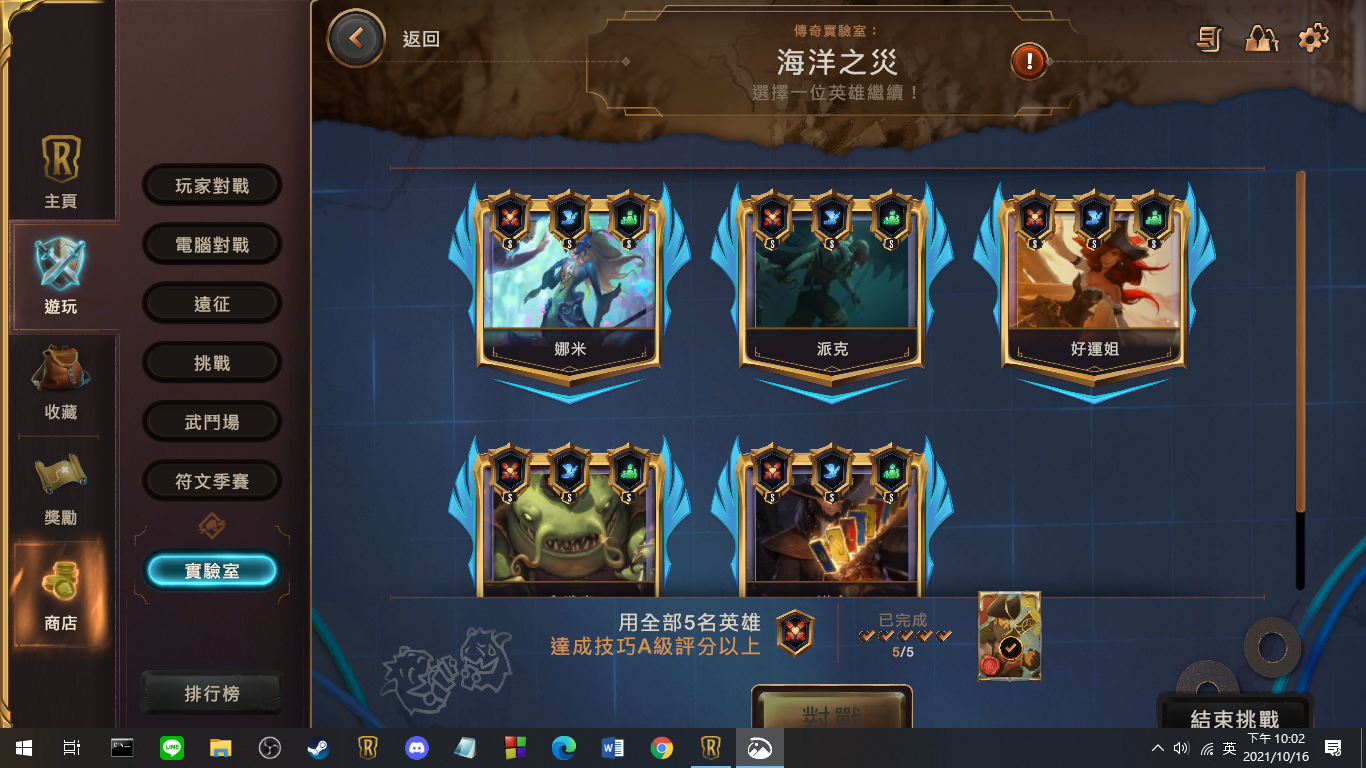 返回
傳奇實驗室：
海洋之災
選擇一位英雄繼續！
!
主頁
遊玩
收藏
獎勵
商店
玩家對戰
電腦對戰
遠征
挑戰
武鬥場
符文季賽
實驗室
排行榜
娜米
派克
好運姐
用全部5名英雄
達成技巧A級評分以上
已完成
5/5
對戰
結束挑戰
LINE
英
下午 10:02
2021/10/16